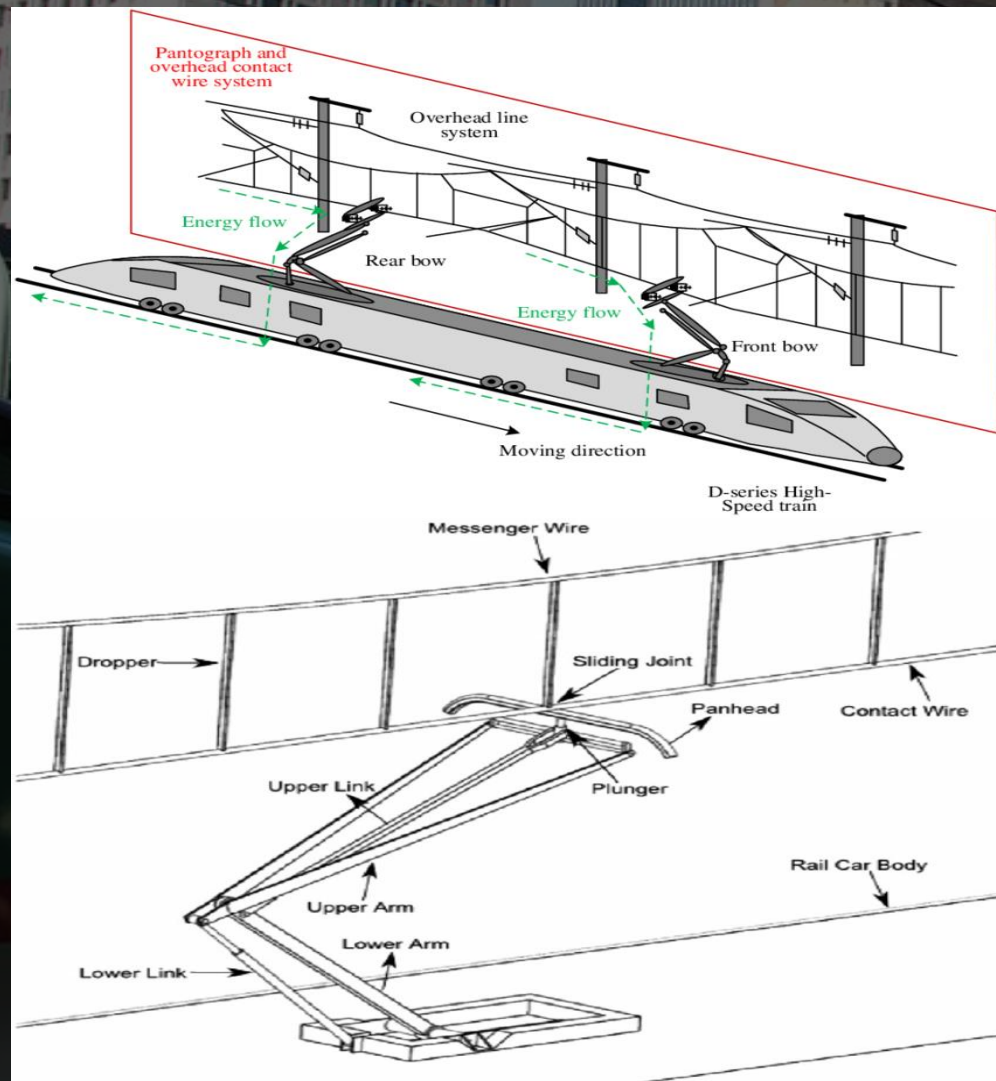 Pantograph and
overhead contact
wire system
Overhead line
system
Energy flow
Rear bow
Energy flow
Front bow
Moving direction
D-series High-
Speed train
Messenger Wire
Dropper
Sliding Joint
Panhead
Contact Wire
Upper Link
Plunger
Rail Car Body
Upper Arm
Lower Arm
Lower Link